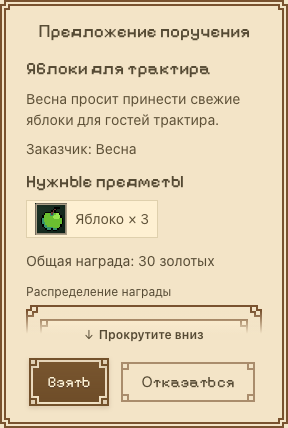 Предложение поручения
Яблоки для трактира
Весна просит принести свежие
яблоки для гостей трактира.
Заказчик: Весна
Нужные предметы
Яблоко × 3
Общая награда: 30 золотых
Распределение награды
↓ Прокрутите вниз
Взять
Отказаться